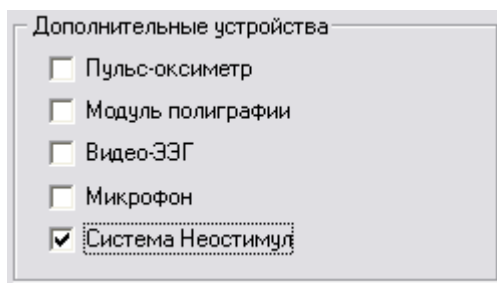 Дополнительные устройства
Пульс-оксиметр
Модуль полиграфии
Видео-ЭЭГ
Микрофон
Система Неостимул